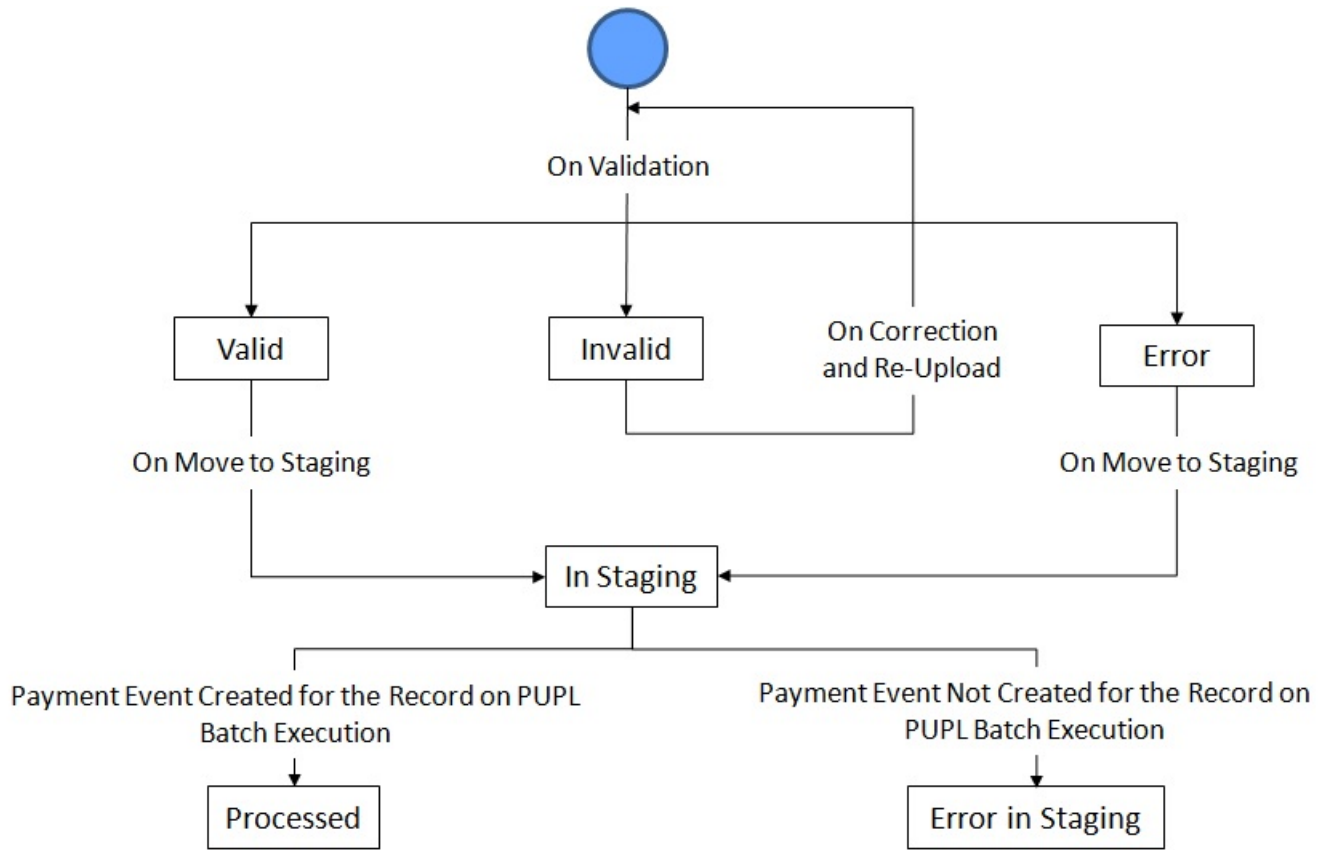 On Validation
Valid
Invalid
On Correction
and Re-Upload
Error
On Move to Staging
On Move to Staging
In Staging
Payment Event Created for the Record on PUPL
Batch Execution
Payment Event Not Created for the Record on
PUPL Batch Execution
Processed
Error in Staging